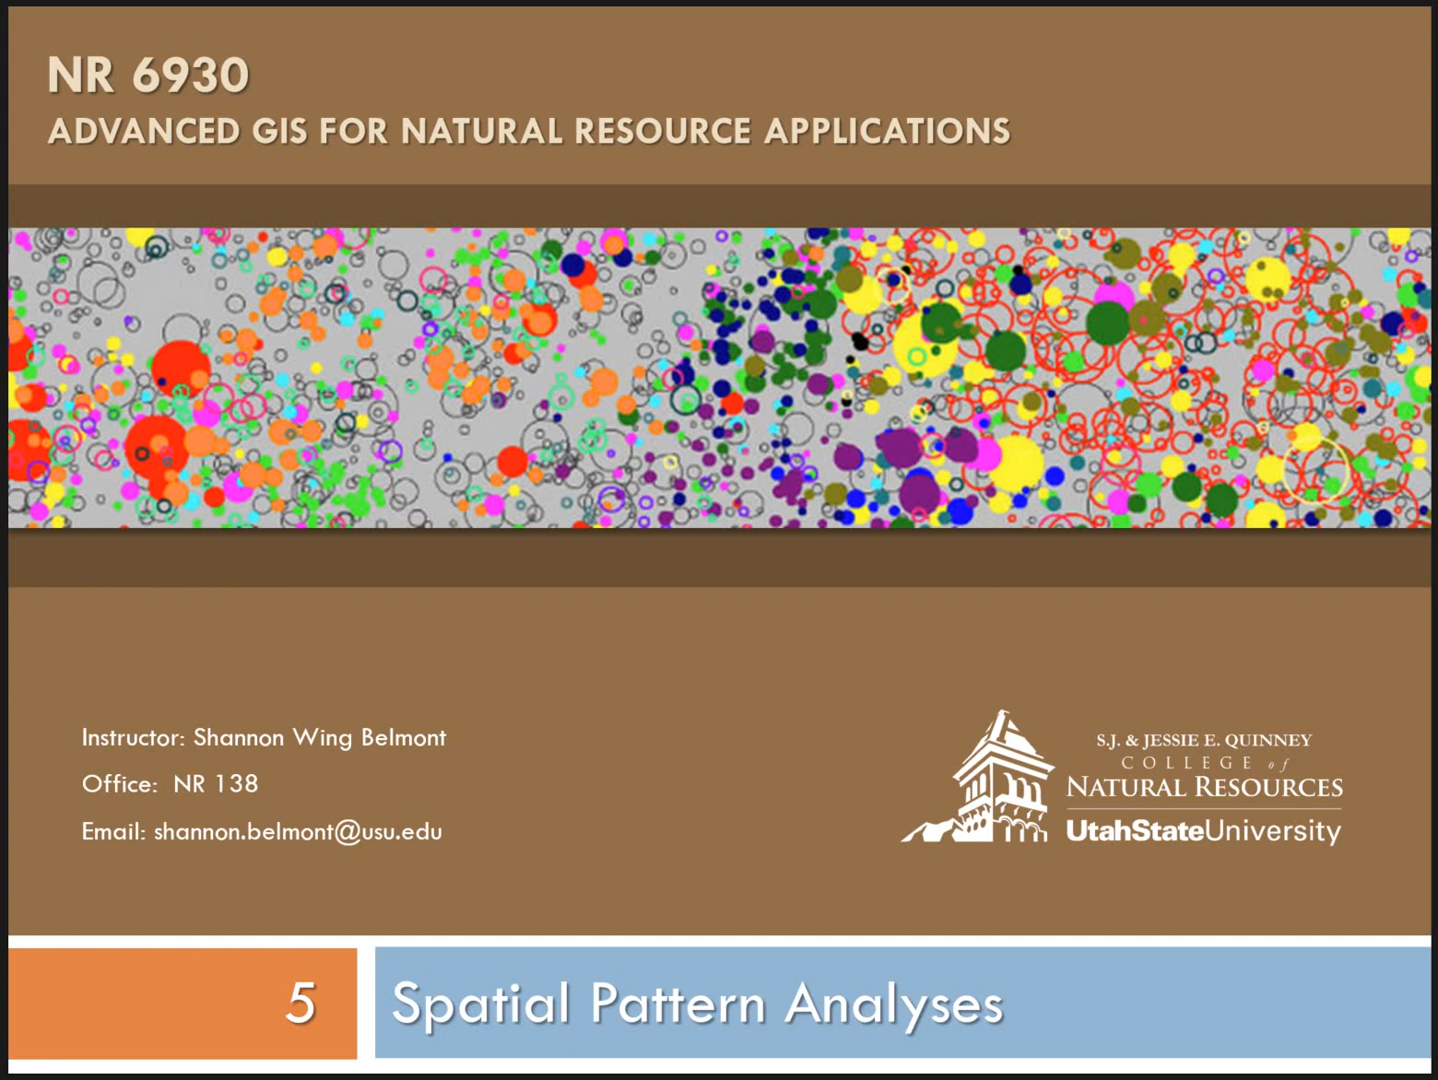 NR 6930
ADVANCED GIS FOR NATURAL RESOURCE APPLICATIONS
Instructor: Shannon Wing Belmont
Office: NR 138
Email: shannon.belmont@usu.edu
S.J. & JESSIE E. QUINNEY
COLLEGE of
NATURAL RESOURCES
UtahStateUniversity
5
Spatial Pattern Analyses